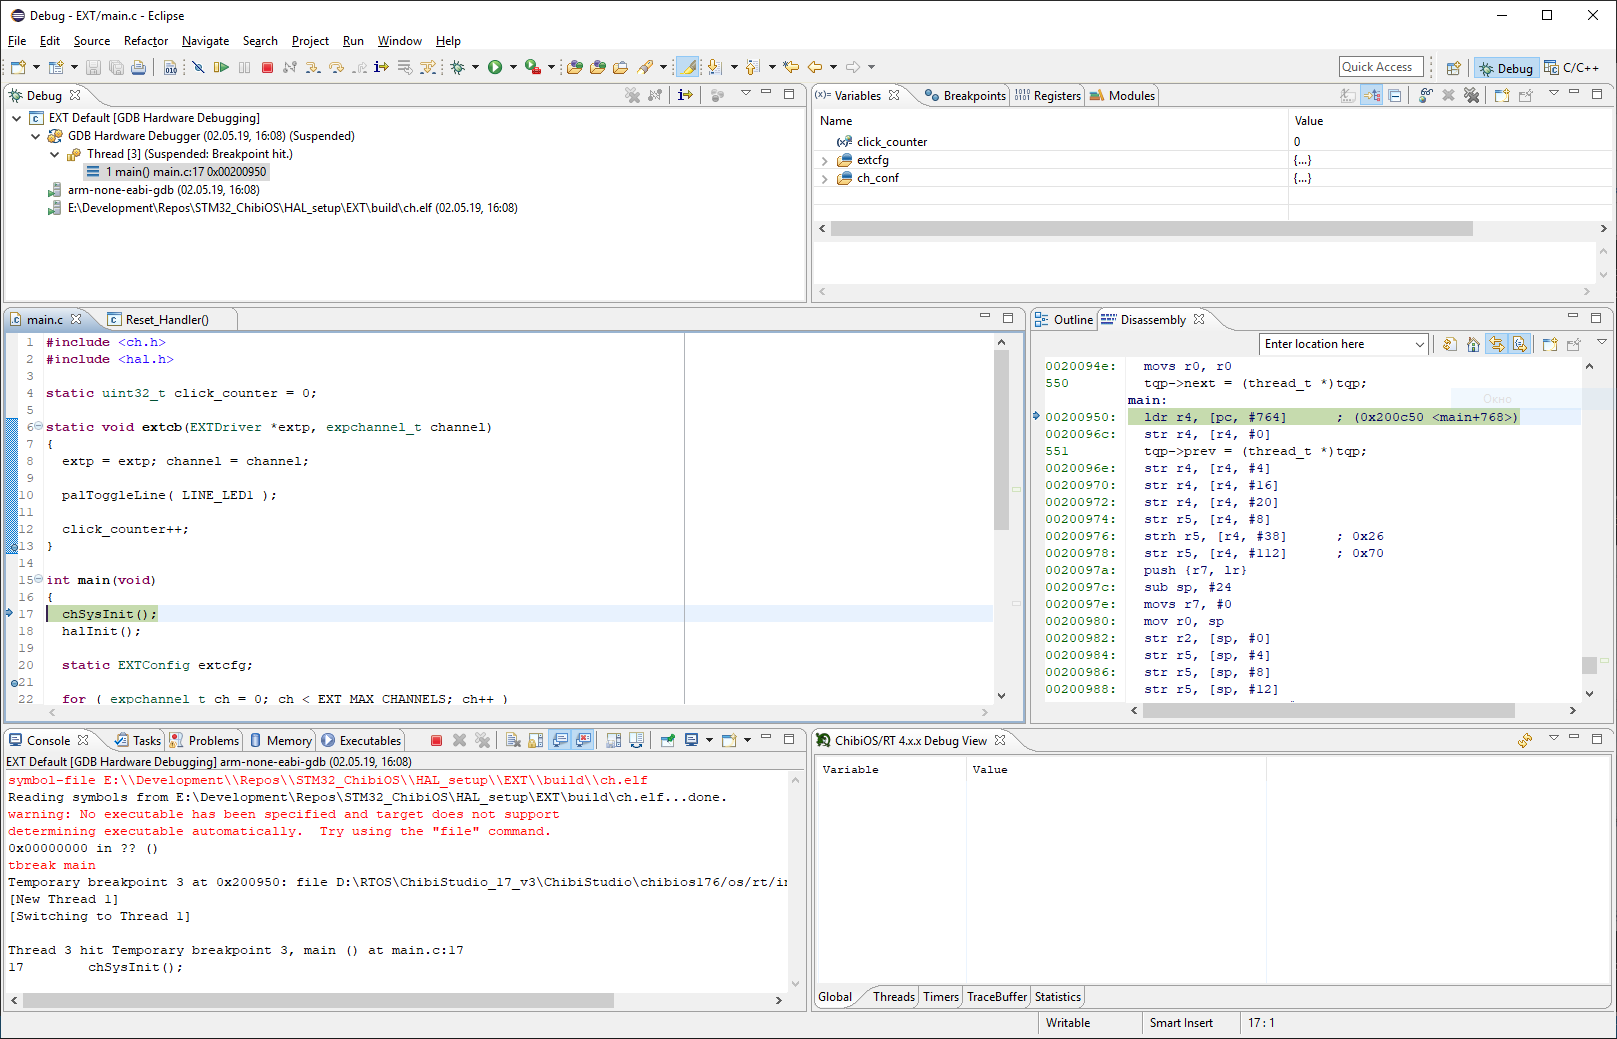 Debug - EXT/main.c - Eclipse
File Edit Source Refactor Navigate Search Project Run Window Help
Quick Access
Debug
C/C++
Debug
EXT Default [GDB Hardware Debugging]
GDB Hardware Debugger (02.05.19, 16:08) (Suspended)
Thread [3] (Suspended: Breakpoint hit.)
1 main() main.c:17 0x00200950
arm-none-eabi-gdb (02.05.19, 16:08)
E:\Development\Repos\STM32_ChibiOS\HAL_setup\EXT\build\ch.elf (02.05.19, 16:08)
(x)= Variables Breakpoints Registers Modules
Name Value
click_counter 0
extcfg {...}
ch_conf {...}
main.c Reset_Handler()
1 #include <ch.h>
2 #include <hal.h>
3
4 static uint32_t click_counter = 0;
5
6 static void extcb(EXTDriver *extp, expchannel_t channel)
7 {
8 extp = extp; channel = channel;
9
10 palToggleLine( LINE_LED1 );
11
12 click_counter++;
13 }
14
15 int main(void)
16 {
17 chSysInit();
18 halInit();
19
20 static EXTConfig extcfg;
21
22 for ( expchannel_t ch = 0; ch < EXT_MAX_CHANNELS; ch++ )
Outline Disassembly
Enter location here
0020094e: movs r0, r0
550 tqp->next = (thread_t *)tqp;
Окно
main:
00200950: ldr r4, [pc, #764] ; (0x200c50 <main+768>)
0020096c: str r4, [r4, #0]
551 tqp->prev = (thread_t *)tqp;
0020096e: str r4, [r4, #4]
00200970: str r4, [r4, #16]
00200972: str r4, [r4, #20]
00200974: str r5, [r4, #8]
00200976: strh r5, [r4, #38] ; 0x26
00200978: str r5, [r4, #112] ; 0x70
0020097a: push {r7, lr}
0020097c: sub sp, #24
0020097e: movs r7, #0
00200980: mov r0, sp
00200982: str r2, [sp, #0]
00200984: str r5, [sp, #4]
00200986: str r5, [sp, #8]
00200988: str r5, [sp, #12]
Console Tasks Problems Memory Executables
EXT Default [GDB Hardware Debugging] arm-none-eabi-gdb (02.05.19, 16:08)
symbol-file E:\\Development\\Repos\\STM32_ChibiOS\\HAL_setup\\EXT\\build\\ch.elf
Reading symbols from E:\Development\Repos\STM32_ChibiOS\HAL_setup\EXT\build\ch.elf...done.
warning: No executable has been specified and target does not support
determining executable automatically.  Try using the "file" command.
0x00000000 in ?? ()
tbreak main
Temporary breakpoint 3 at 0x200950: file D:\RTOS\ChibiStudio_17_v3\ChibiStudio\chibios176/os/rt/in
[New Thread 1]
[Switching to Thread 1]
Thread 3 hit Temporary breakpoint 3, main () at main.c:17
17 chSysInit();
ChibiOS/RT 4.x.x Debug View
Variable Value
Global Threads Timers TraceBuffer Statistics
Writable Smart Insert 17 : 1